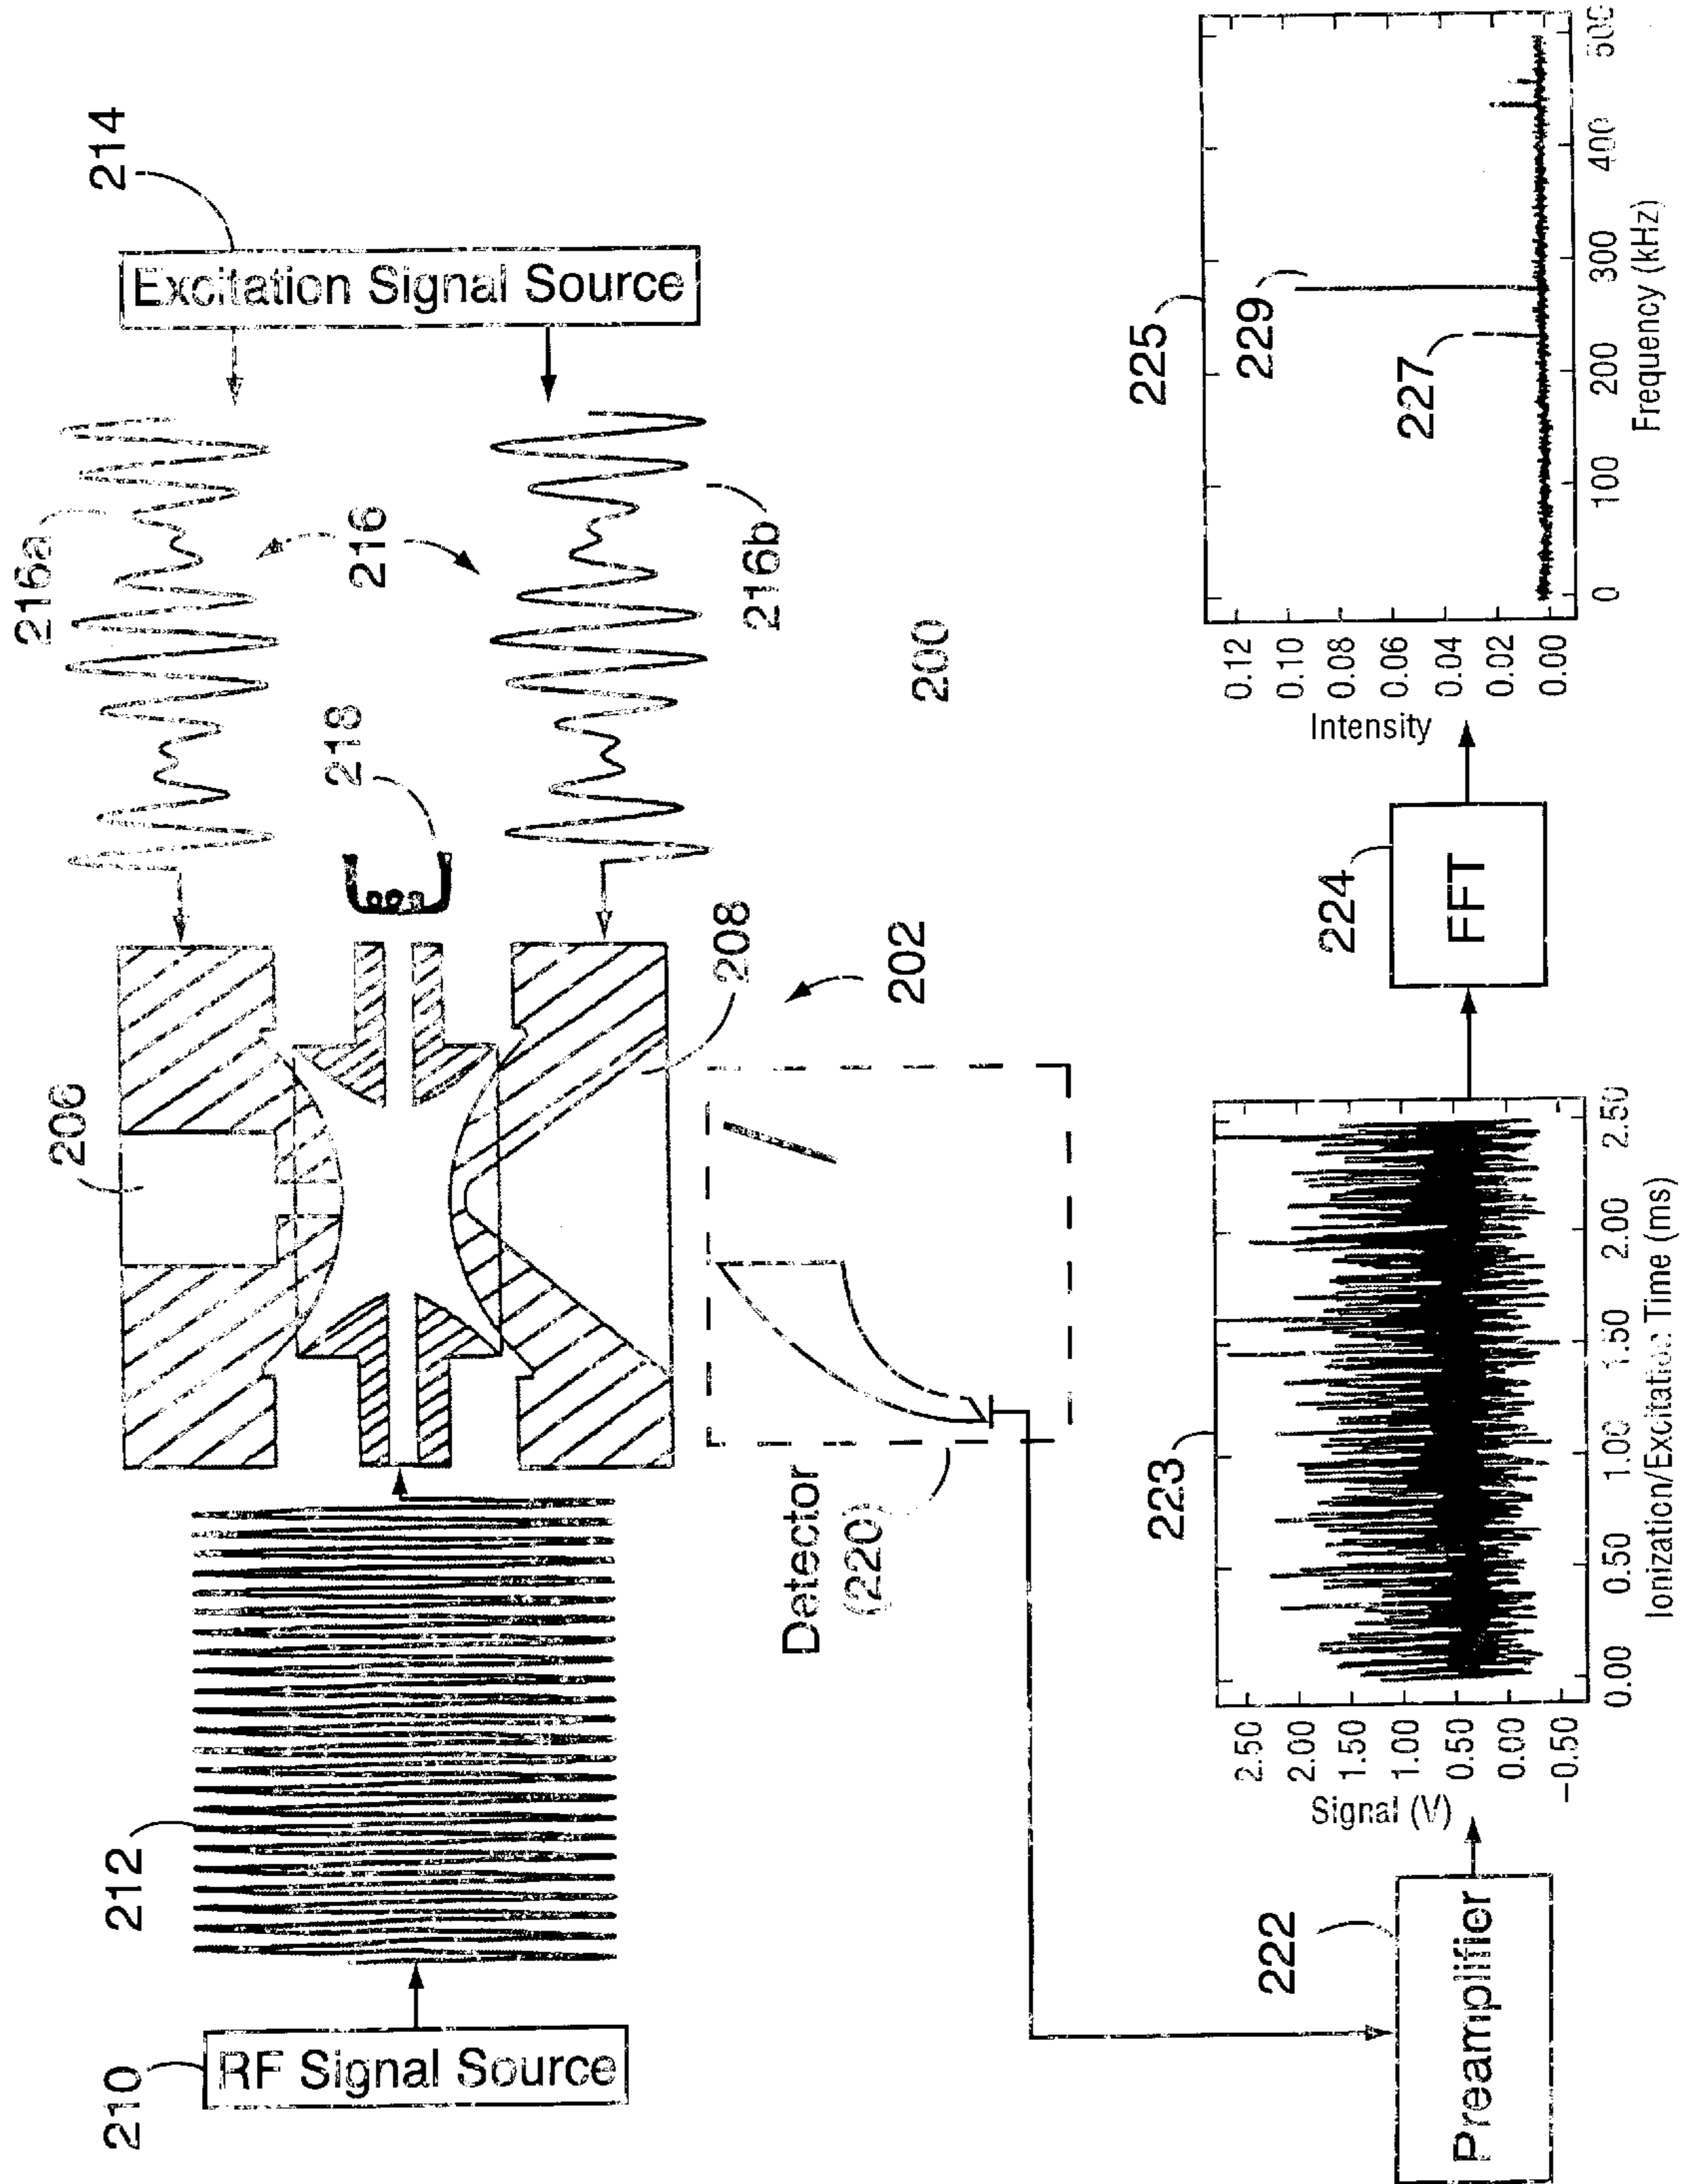 214
Excitation Signal Source
216a
216
216b
218
206
208
202
200
212
210
RF Signal Source
Detector
(220)
222
Preamplifier
223
Signal (V)
2.50
2.00
1.50
1.00
0.50
0.00
−0.50
0.00 0.50 1.00 1.50 2.00 2.50
Ionization/Excitation Time (ms)
224
FFT
225
229
227
Intensity
0.12
0.10
0.08
0.06
0.04
0.02
0.00
0 100 200 300 400 500
Frequency (kHz)